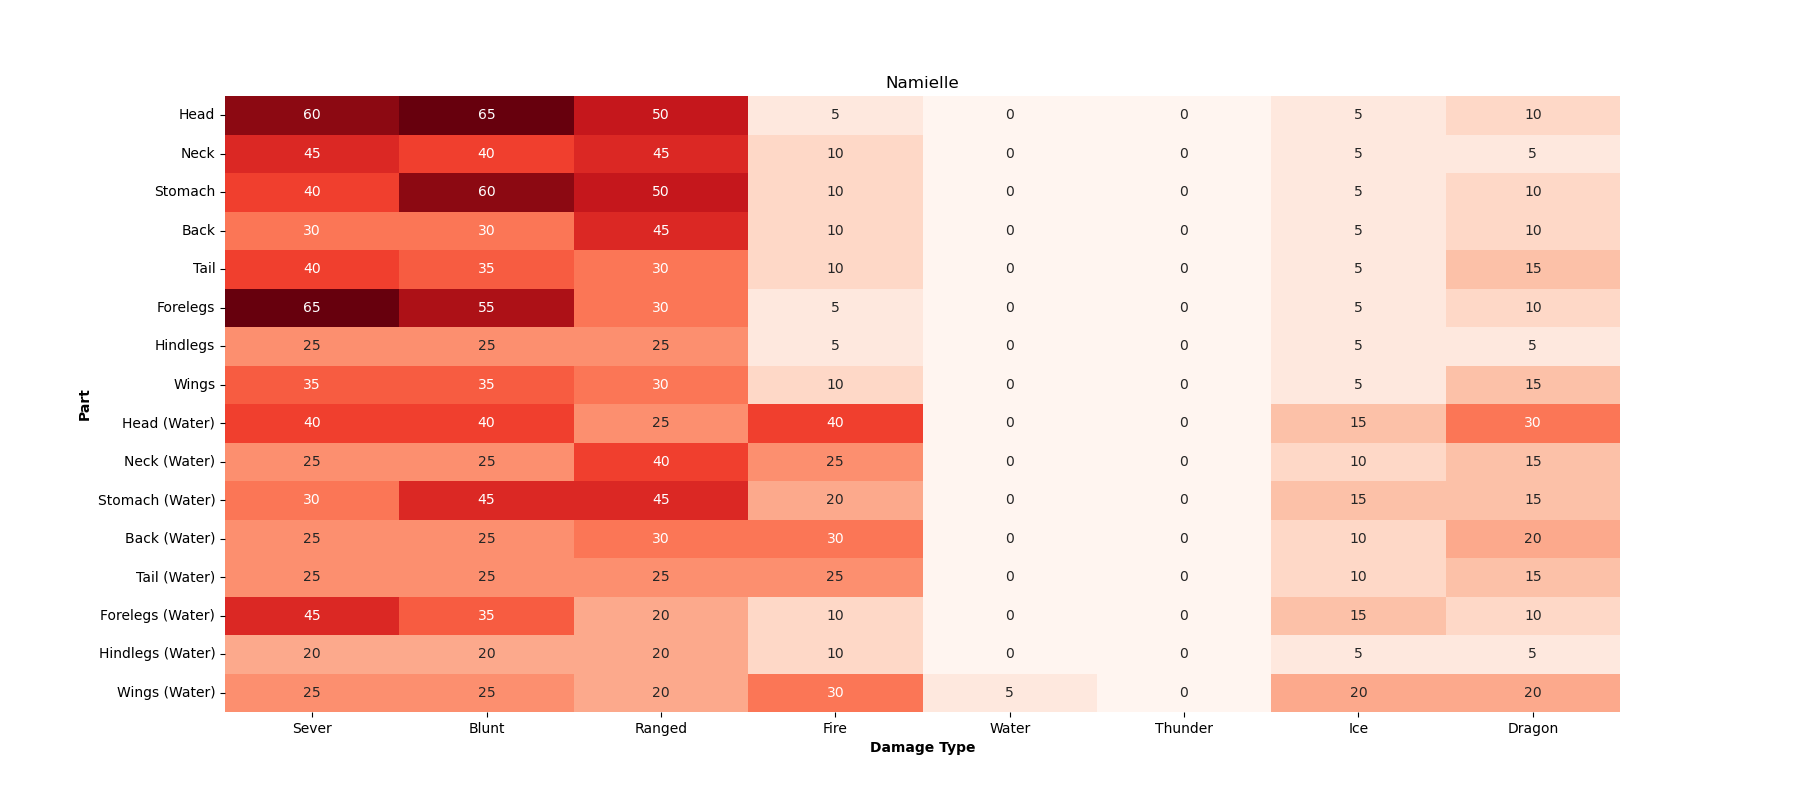 Namielle
Part
Head 60 65 50 5 0 0 5 10
Neck 45 40 45 10 0 0 5 5
Stomach 40 60 50 10 0 0 5 10
Back 30 30 45 10 0 0 5 10
Tail 40 35 30 10 0 0 5 15
Forelegs 65 55 30 5 0 0 5 10
Hindlegs 25 25 25 5 0 0 5 5
Wings 35 35 30 10 0 0 5 15
Head (Water) 40 40 25 40 0 0 15 30
Neck (Water) 25 25 40 25 0 0 10 15
Stomach (Water) 30 45 45 20 0 0 15 15
Back (Water) 25 25 30 30 0 0 10 20
Tail (Water) 25 25 25 25 0 0 10 15
Forelegs (Water) 45 35 20 10 0 0 15 10
Hindlegs (Water) 20 20 20 10 0 0 5 5
Wings (Water) 25 25 20 30 5 0 20 20
Sever Blunt Ranged Fire Water Thunder Ice Dragon
Damage Type